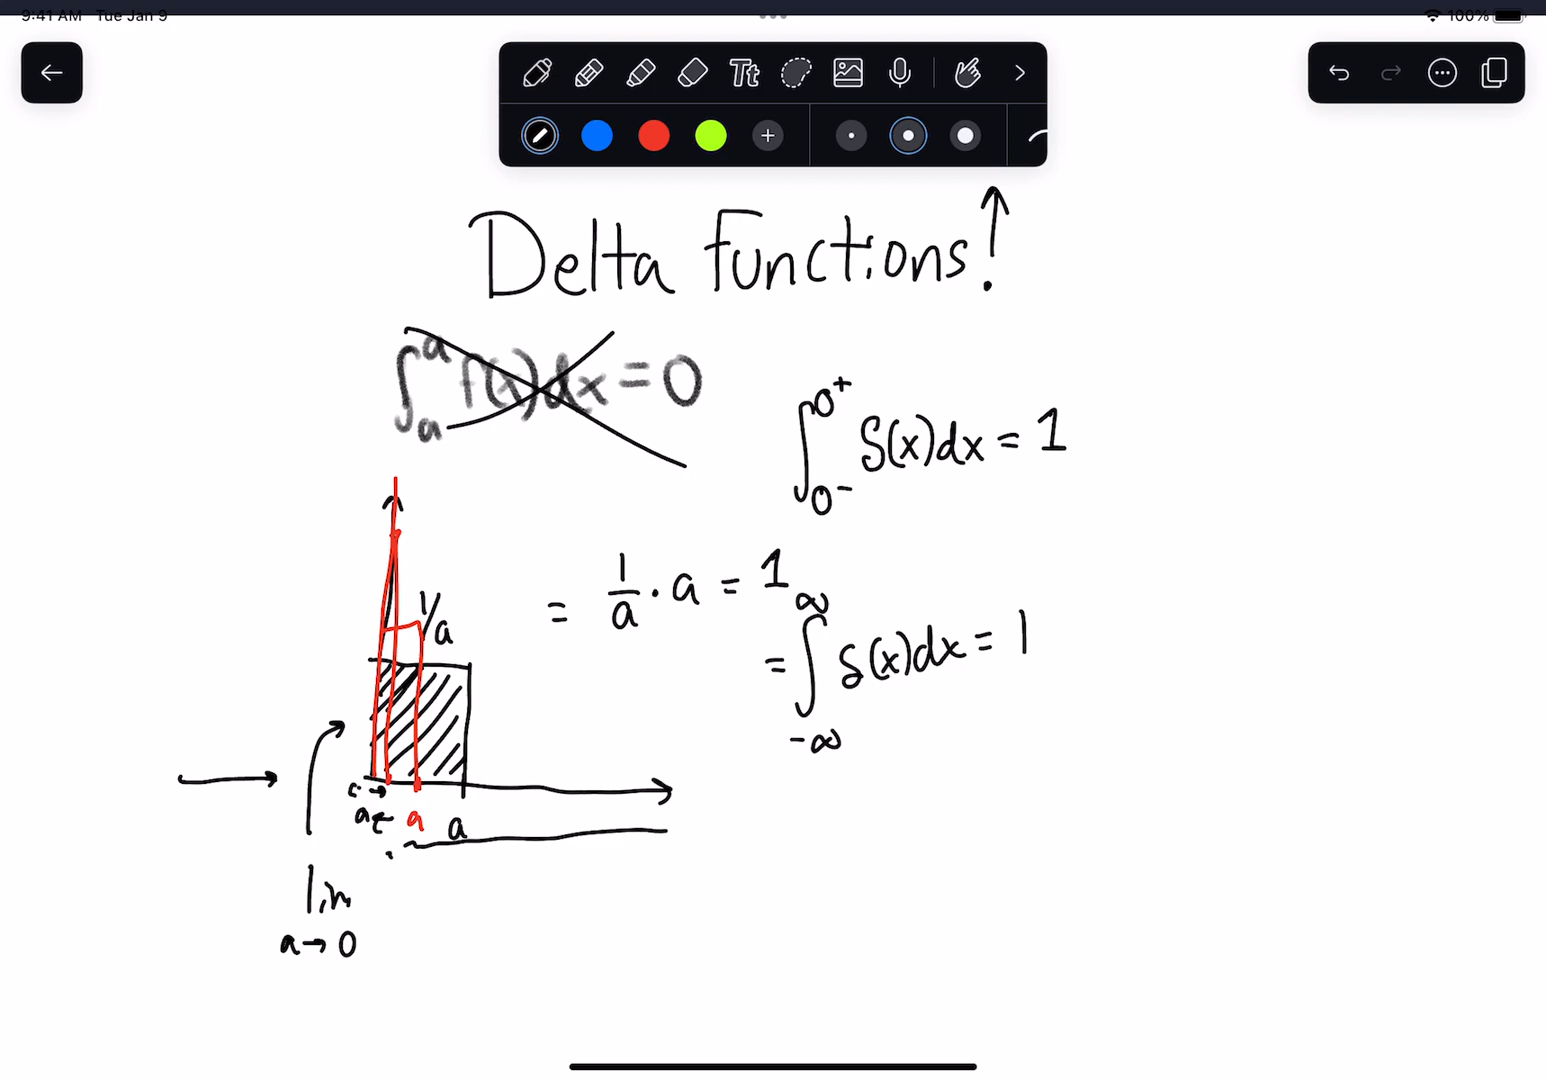 9:41 AM Tue Jan 9
100%
Tt
Delta functions!
∫_a^a f(x)dx = 0
∫_{0⁻}^{0⁺} δ(x)dx = 1
= 1/a · a = 1
1/a
= ∫_{-∞}^{∞} δ(x)dx = 1
a a a
lim
a→0